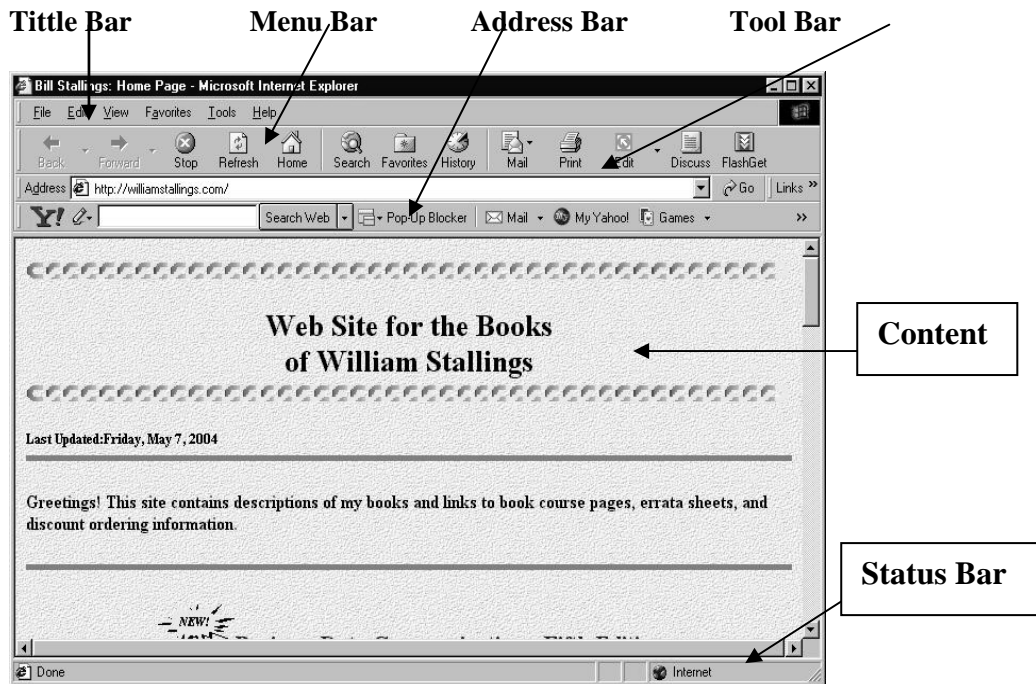 Tittle Bar Menu Bar Address Bar Tool Bar
Bill Stallings: Home Page - Microsoft Internet Explorer
File Edit View Favorites Tools Help
Back Forward Stop Refresh Home Search Favorites History Mail Print Edit Discuss FlashGet
Address http://williamstallings.com/ Go Links »
Y! Search Web Pop-Up Blocker Mail My Yahoo! Games »
Web Site for the Books
of William Stallings
Content
Last Updated:Friday, May 7, 2004
Greetings! This site contains descriptions of my books and links to book course pages, errata sheets, and
discount ordering information.
Status Bar
NEW!
Done Internet